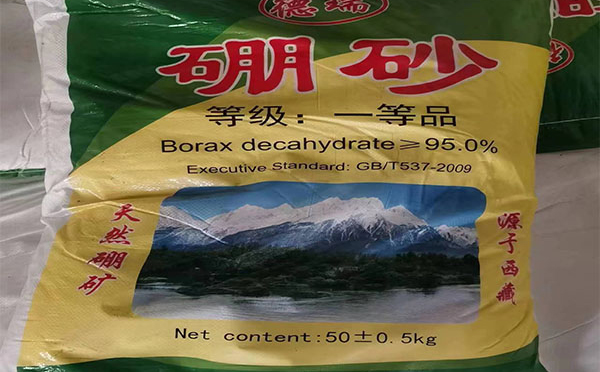 德瑞
硼砂
等级：一等品
Borax decahydrate≥95.0%
Executive Standard: GB/T537-2009
天然硼矿
源于西藏
Net content:50±0.5kg